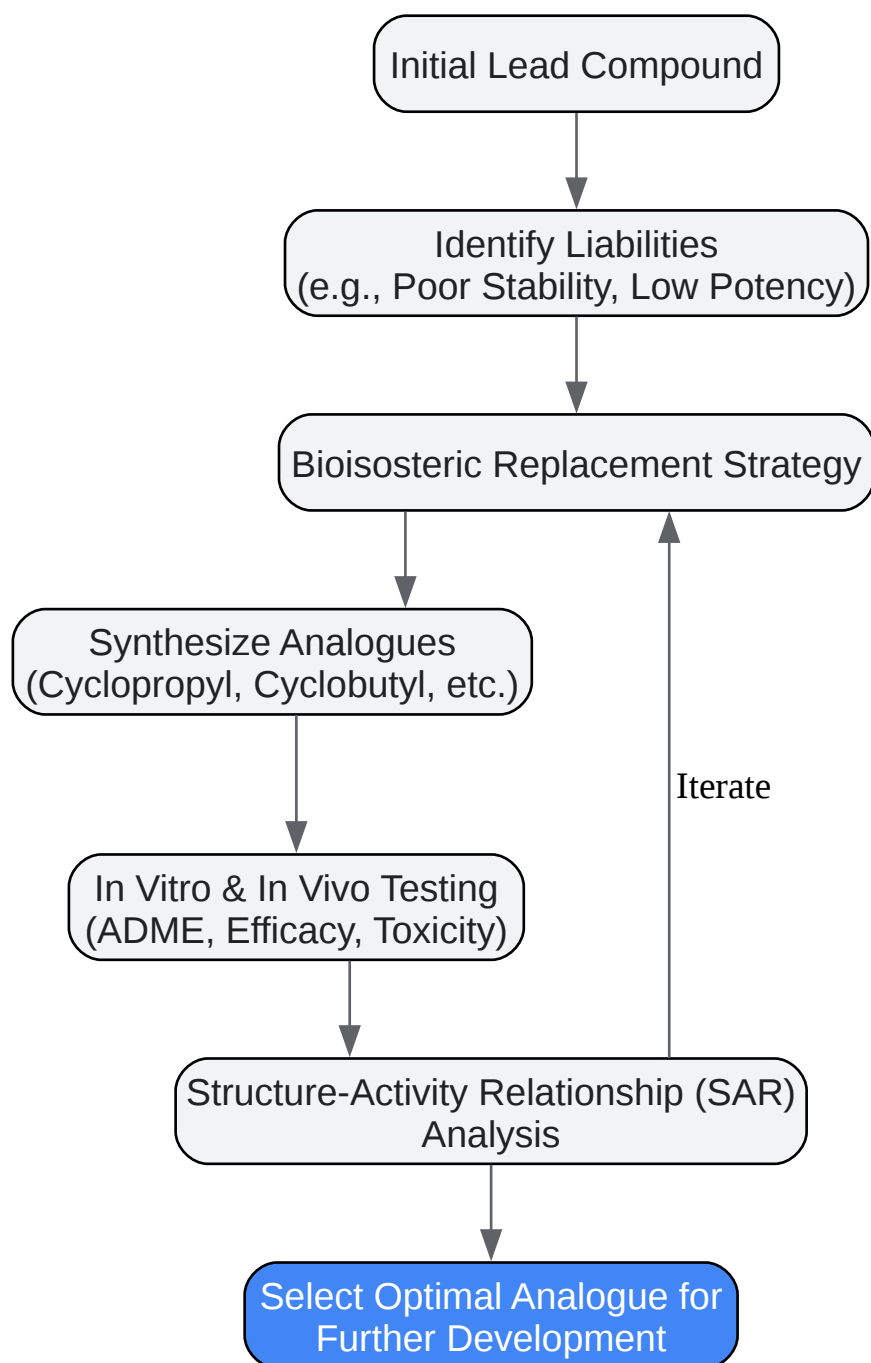 Initial Lead Compound
Identify Liabilities
(e.g., Poor Stability, Low Potency)
Bioisosteric Replacement Strategy
Synthesize Analogues
(Cyclopropyl, Cyclobutyl, etc.)
Iterate
In Vitro & In Vivo Testing
(ADME, Efficacy, Toxicity)
Structure-Activity Relationship (SAR)
Analysis
Select Optimal Analogue for
Further Development